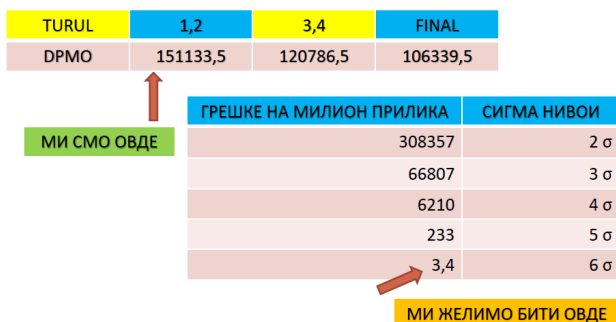 TURUL 1,2 3,4 FINAL
DPMO 151133,5 120786,5 106339,5
МИ СМО ОВДЕ
ГРЕШКЕ НА МИЛИОН ПРИЛИКА СИГМА НИВОИ
308357 2 σ
66807 3 σ
6210 4 σ
233 5 σ
3,4 6 σ
МИ ЖЕЛИМО БИТИ ОВДЕ